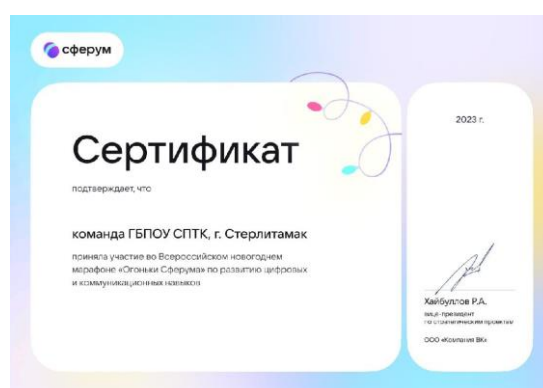 сферум
Сертификат
подтверждает, что
команда ГБПОУ СПТК, г. Стерлитамак
приняла участие во Всероссийском новогоднем
марафоне «Огоньки Сферума» по развитию цифровых
и коммуникационных навыков
2023 г.
Хайбуллов Р.А.
вице-президент
по стратегическим проектам
ООО «Компания ВК»